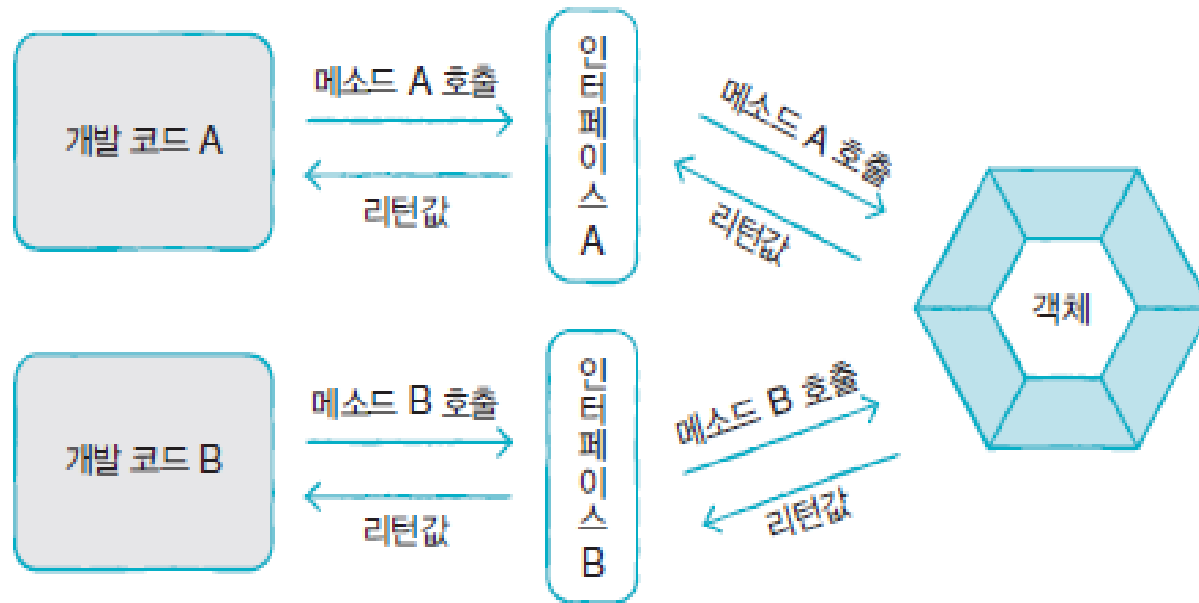 개발 코드 A
메소드 A 호출
리턴값
인터페이스 A
메소드 A 호출
리턴값
객체
개발 코드 B
메소드 B 호출
리턴값
인터페이스 B
메소드 B 호출
리턴값